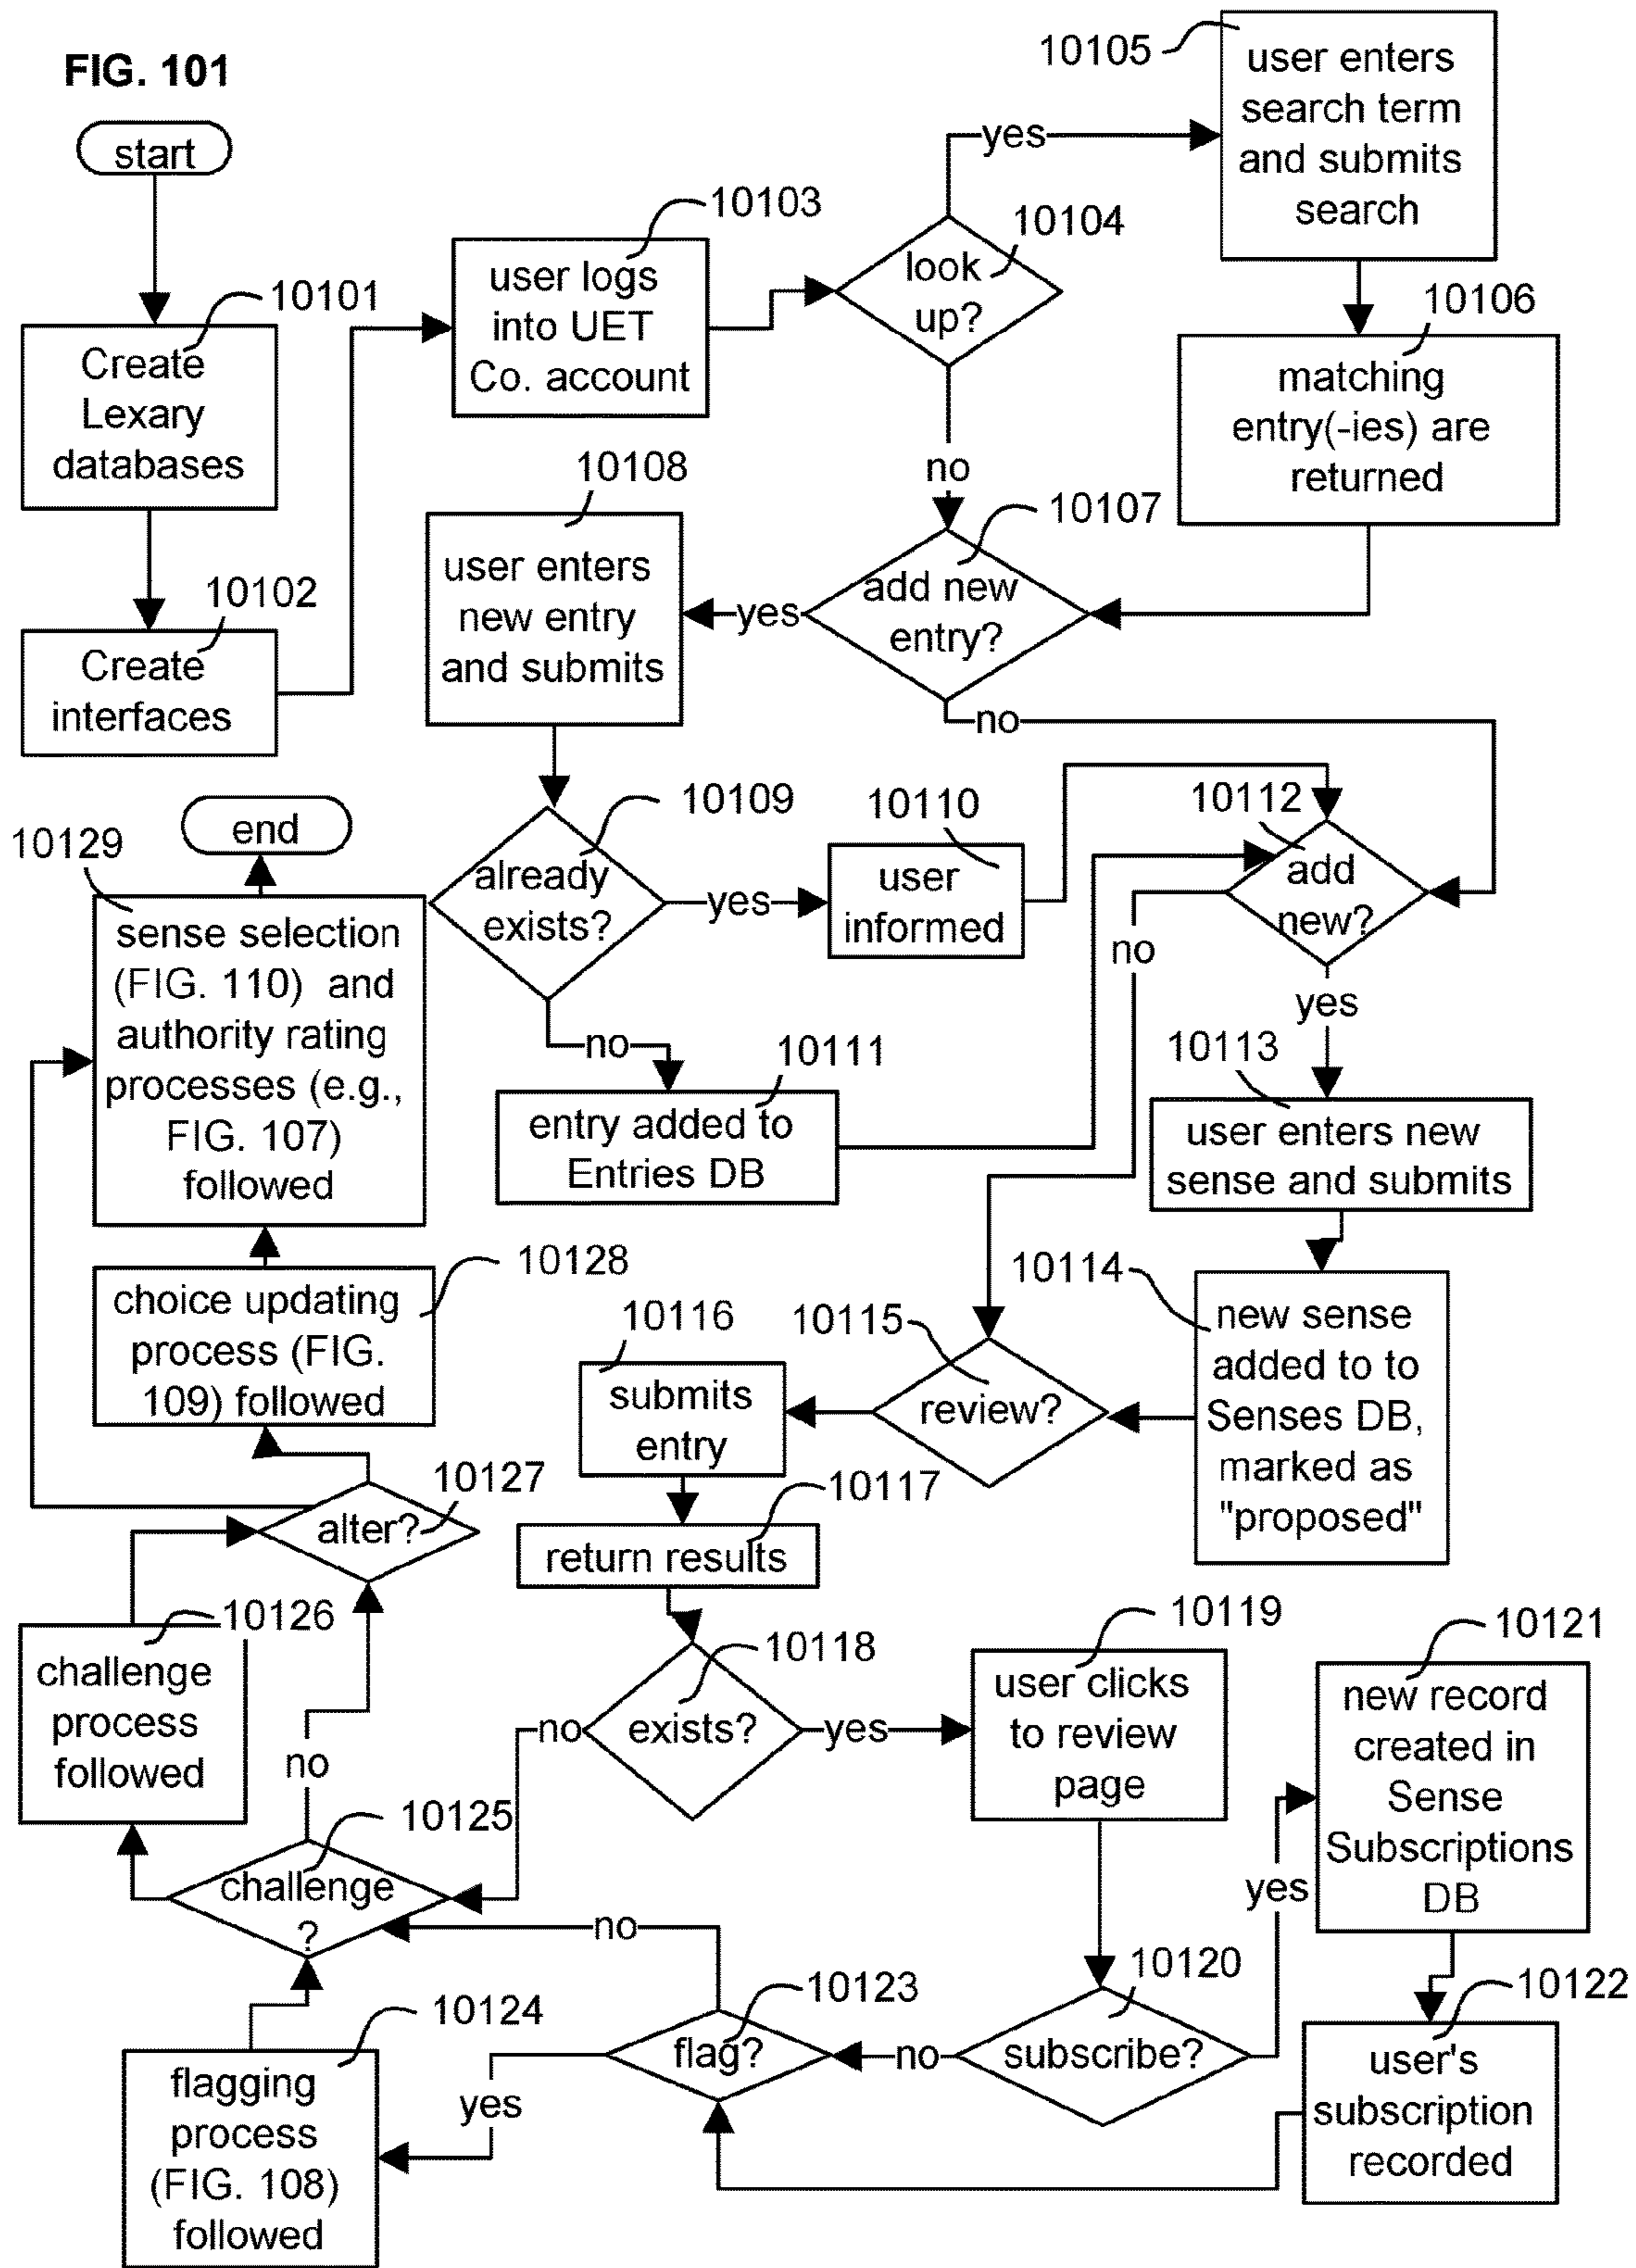 FIG. 101
start
10101
Create
Lexary
databases
10102
Create
interfaces
10103
user logs
into UET
Co. account
10104
look
up?
yes
no
10105
user enters
search term
and submits
search
10106
matching
entry(-ies) are
returned
10107
add new
entry?
yes
no
10108
user enters
new entry
and submits
10109
already
exists?
yes
no
10110
user
informed
10111
entry added to
Entries DB
10112
add
new?
no
yes
10113
user enters new
sense and submits
10114
new sense
added to to
Senses DB,
marked as
"proposed"
10115
review?
10116
submits
entry
10117
return results
10118
exists?
no
yes
10119
user clicks
to review
page
10120
subscribe?
yes
no
10121
new record
created in
Sense
Subscriptions
DB
10122
user's
subscription
recorded
10123
flag?
no
yes
10124
flagging
process
(FIG. 108)
followed
10125
challenge
?
no
10126
challenge
process
followed
10127
alter?
10128
choice updating
process (FIG.
109) followed
10129
sense selection
(FIG. 110) and
authority rating
processes (e.g.,
FIG. 107)
followed
end